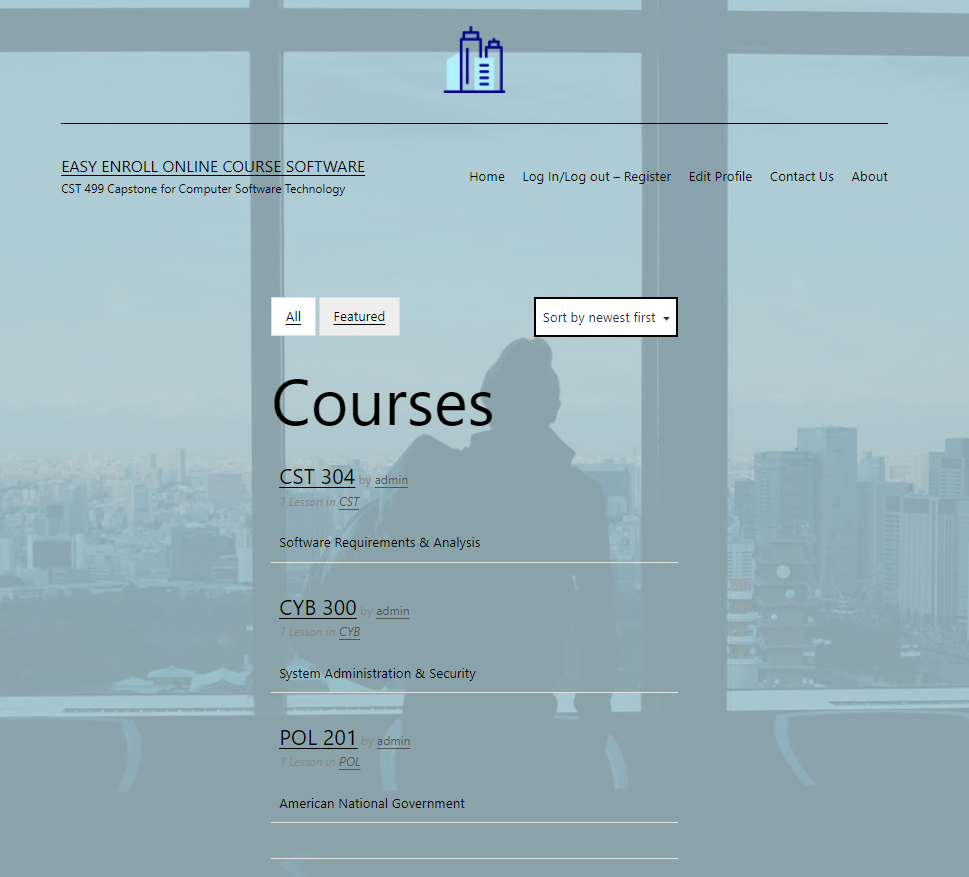 EASY ENROLL ONLINE COURSE SOFTWARE
CST 499 Capstone for Computer Software Technology
Home Log In/Log out – Register Edit Profile Contact Us About
All Featured Sort by newest first
Courses
CST 304 by admin
1 Lesson in CST
Software Requirements & Analysis
CYB 300 by admin
1 Lesson in CYB
System Administration & Security
POL 201 by admin
1 Lesson in POL
American National Government